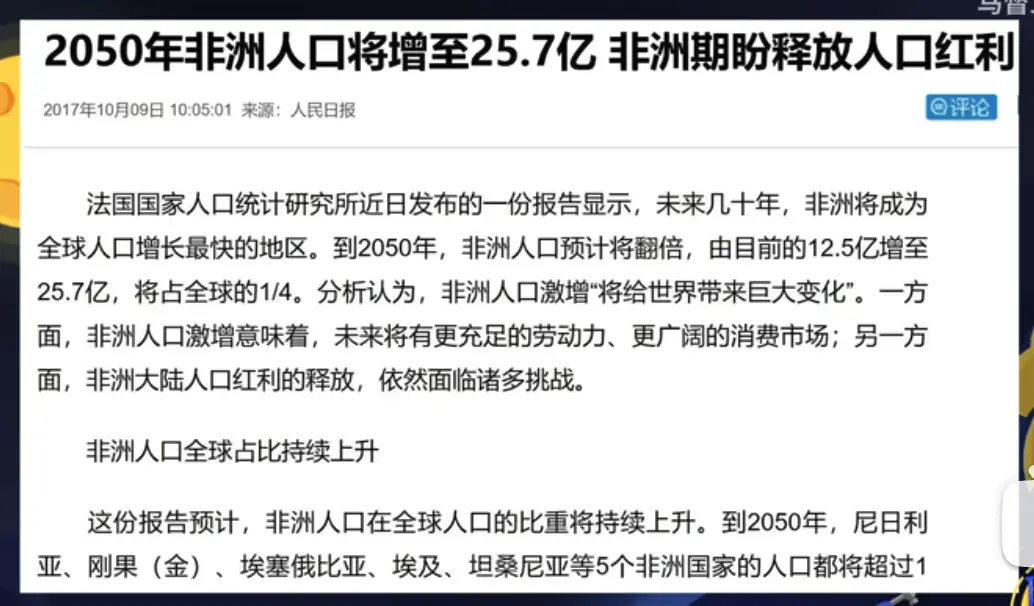 马督
2050年非洲人口将增至25.7亿 非洲期盼释放人口红利
2017年10月09日 10:05:01 来源：人民日报
评论
法国国家人口统计研究所近日发布的一份报告显示，未来几十年，非洲将成为
全球人口增长最快的地区。到2050年，非洲人口预计将翻倍，由目前的12.5亿增至
25.7亿，将占全球的1/4。分析认为，非洲人口激增“将给世界带来巨大变化”。一方
面，非洲人口激增意味着，未来将有更充足的劳动力、更广阔的消费市场；另一方
面，非洲大陆人口红利的释放，依然面临诸多挑战。
非洲人口全球占比持续上升
这份报告预计，非洲人口在全球人口的比重将持续上升。到2050年，尼日利
亚、刚果（金）、埃塞俄比亚、埃及、坦桑尼亚等5个非洲国家的人口都将超过1